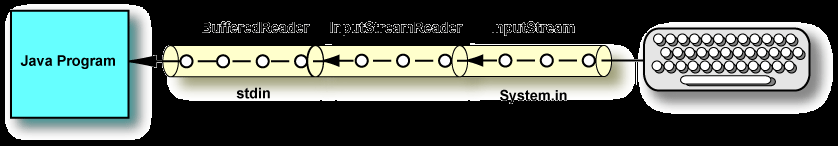 BufferedReader InputStreamReader InputStream
Java Program
stdin System.in